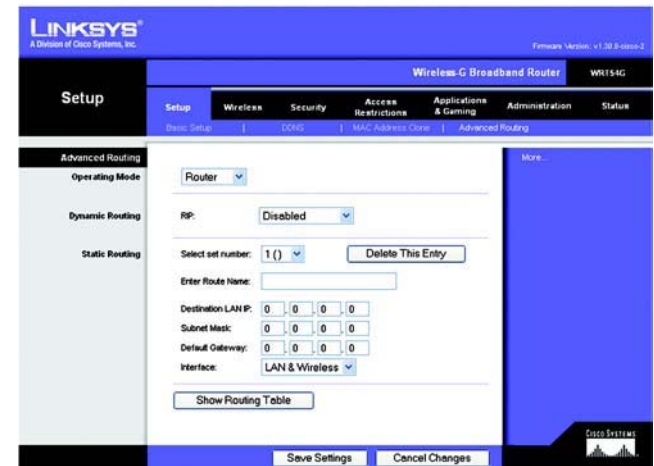 LINKSYS®
A Division of Cisco Systems, Inc.
Firmware Version: v1.30.0-cisco-2
Wireless-G Broadband Router WRT54G
Setup
Setup Wireless Security Access Restrictions Applications & Gaming Administration Status
Basic Setup | DDNS | MAC Address Clone | Advanced Routing
Advanced Routing
More...
Operating Mode Router
Dynamic Routing RIP: Disabled
Static Routing Select set number: 1 () Delete This Entry
Enter Route Name:
Destination LAN IP: 0 . 0 . 0 . 0
Subnet Mask: 0 . 0 . 0 . 0
Default Gateway: 0 . 0 . 0 . 0
Interface: LAN & Wireless
Show Routing Table
CISCO SYSTEMS
Save Settings Cancel Changes